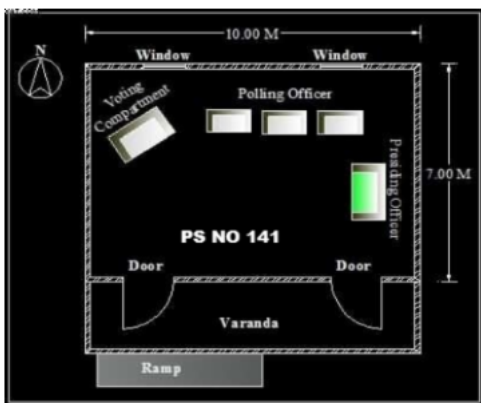 10.00 M
N
Window Window
Voting
Compartment
Polling Officer
Presiding Officer
7.00 M
PS NO 141
Door Door
Varanda
Ramp